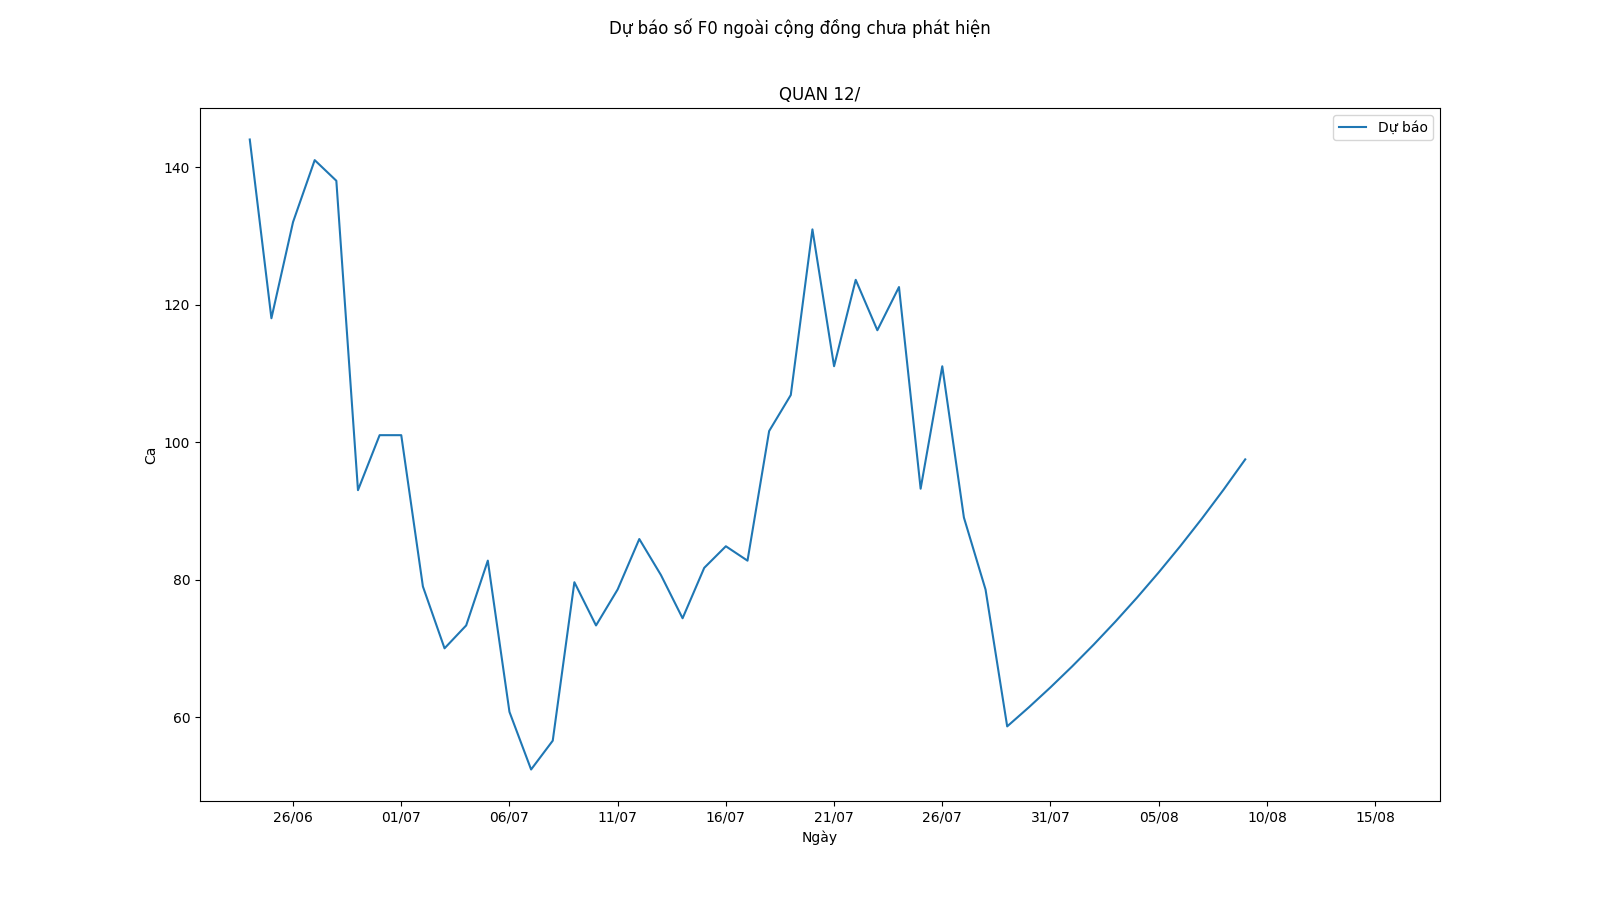 Dự báo số F0 ngoài cộng đồng chưa phát hiện
QUAN 12/
Dự báo
140
120
100
80
60
Ca
26/06 01/07 06/07 11/07 16/07 21/07 26/07 31/07 05/08 10/08 15/08
Ngày